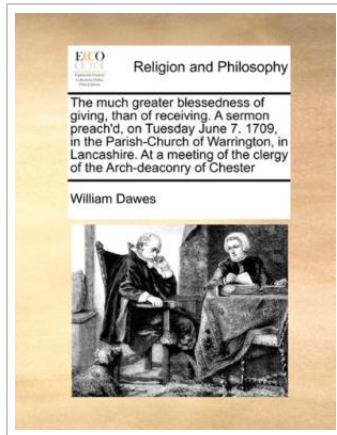 ECCO
Religion and Philosophy
The much greater blessedness of
giving, than of receiving. A sermon
preach'd, on Tuesday June 7. 1709,
in the Parish-Church of Warrington, in
Lancashire. At a meeting of the clergy
of the Arch-deaconry of Chester
William Dawes